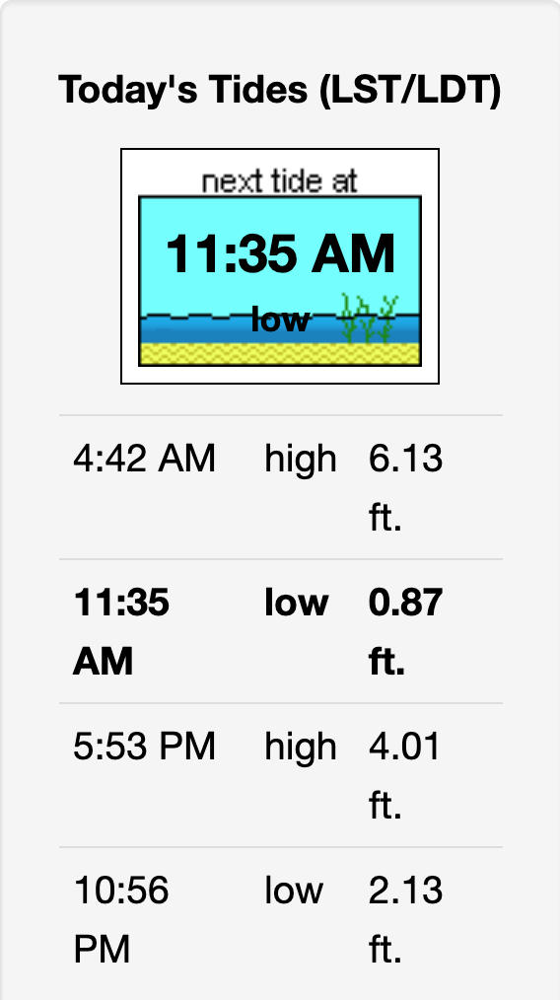 Today's Tides (LST/LDT)
next tide at
11:35 AM
low
4:42 AM high 6.13
ft.
11:35 low 0.87
AM ft.
5:53 PM high 4.01
ft.
10:56 low 2.13
PM ft.